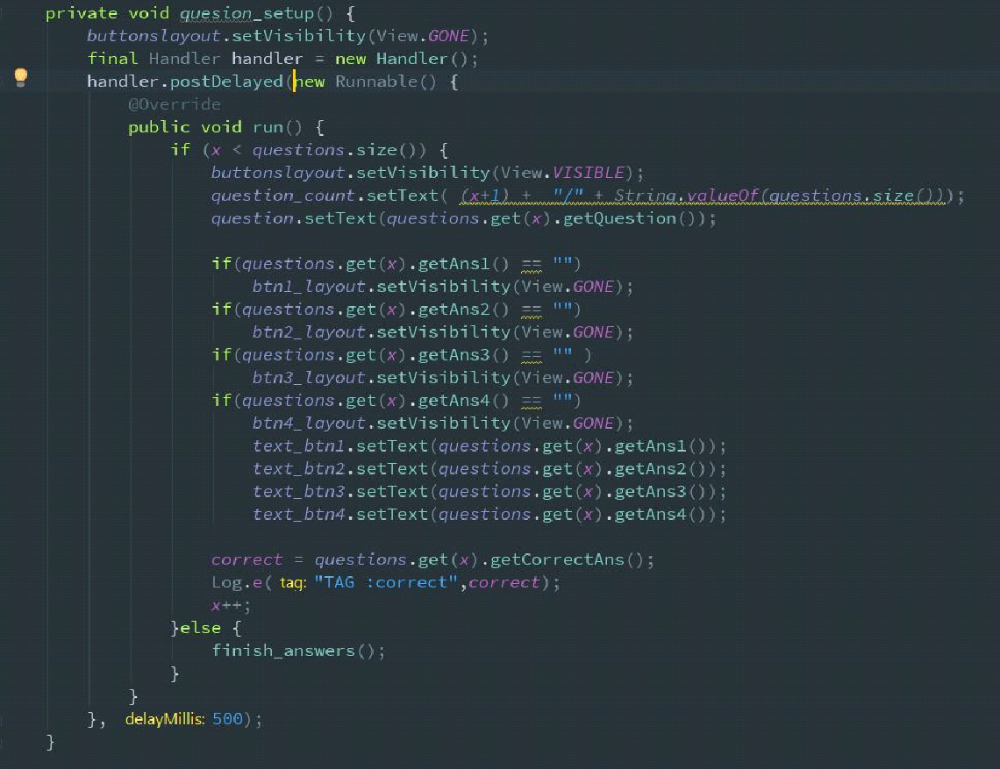 private void quesion_setup() {
    buttonslayout.setVisibility(View.GONE);
    final Handler handler = new Handler();
    handler.postDelayed(new Runnable() {
        @Override
        public void run() {
            if (x < questions.size()) {
                buttonslayout.setVisibility(View.VISIBLE);
                question_count.setText( (x+1) +  "/" + String.valueOf(questions.size()));
                question.setText(questions.get(x).getQuestion());

                if(questions.get(x).getAns1() == "")
                    btn1_layout.setVisibility(View.GONE);
                if(questions.get(x).getAns2() == "")
                    btn2_layout.setVisibility(View.GONE);
                if(questions.get(x).getAns3() == "" )
                    btn3_layout.setVisibility(View.GONE);
                if(questions.get(x).getAns4() == "")
                    btn4_layout.setVisibility(View.GONE);
                    text_btn1.setText(questions.get(x).getAns1());
                    text_btn2.setText(questions.get(x).getAns2());
                    text_btn3.setText(questions.get(x).getAns3());
                    text_btn4.setText(questions.get(x).getAns4());

                correct = questions.get(x).getCorrectAns();
                Log.e( tag: "TAG :correct",correct);
                x++;
            }else {
                finish_answers();
            }
        }
    },  delayMillis: 500);
}